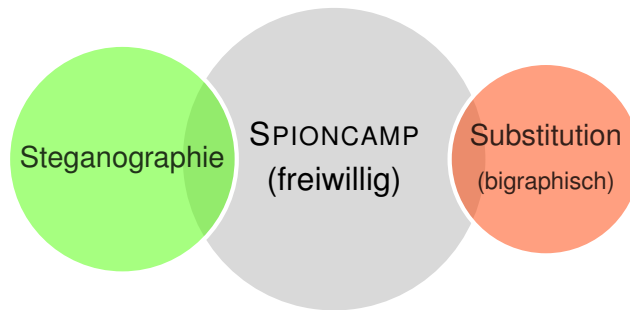 Steganographie
SPIONCAMP
(freiwillig)
Substitution
(bigraphisch)